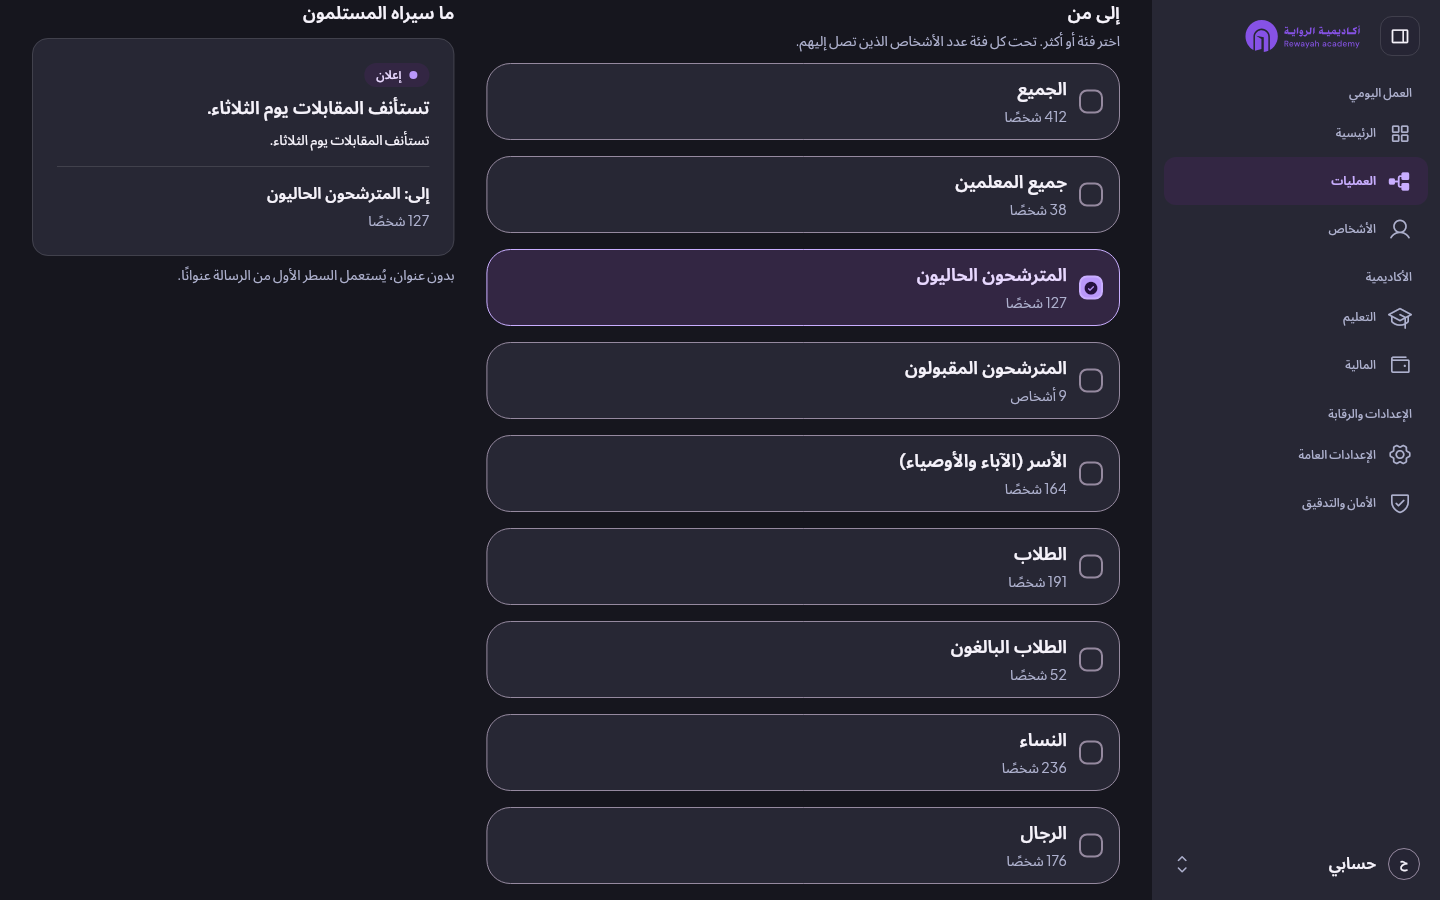 أكاديمية الرواية
Rewayah academy
العمل اليومي
الرئيسية
العمليات
الأشخاص
الأكاديمية
التعليم
المالية
الإعدادات والرقابة
الإعدادات العامة
الأمان والتدقيق
ح
حسابي
إلى من
اختر فئة أو أكثر. تحت كل فئة عدد الأشخاص الذين تصل إليهم.
الجميع
412 شخصًا
جميع المعلمين
38 شخصًا
المترشحون الحاليون
127 شخصًا
المترشحون المقبولون
9 أشخاص
الأسر (الآباء والأوصياء)
164 شخصًا
الطلاب
191 شخصًا
الطلاب البالغون
52 شخصًا
النساء
236 شخصًا
الرجال
176 شخصًا
ما سيراه المستلمون
إعلان
تستأنف المقابلات يوم الثلاثاء.
تستأنف المقابلات يوم الثلاثاء.
إلى: المترشحون الحاليون
127 شخصًا
بدون عنوان، يُستعمل السطر الأول من الرسالة عنوانًا.